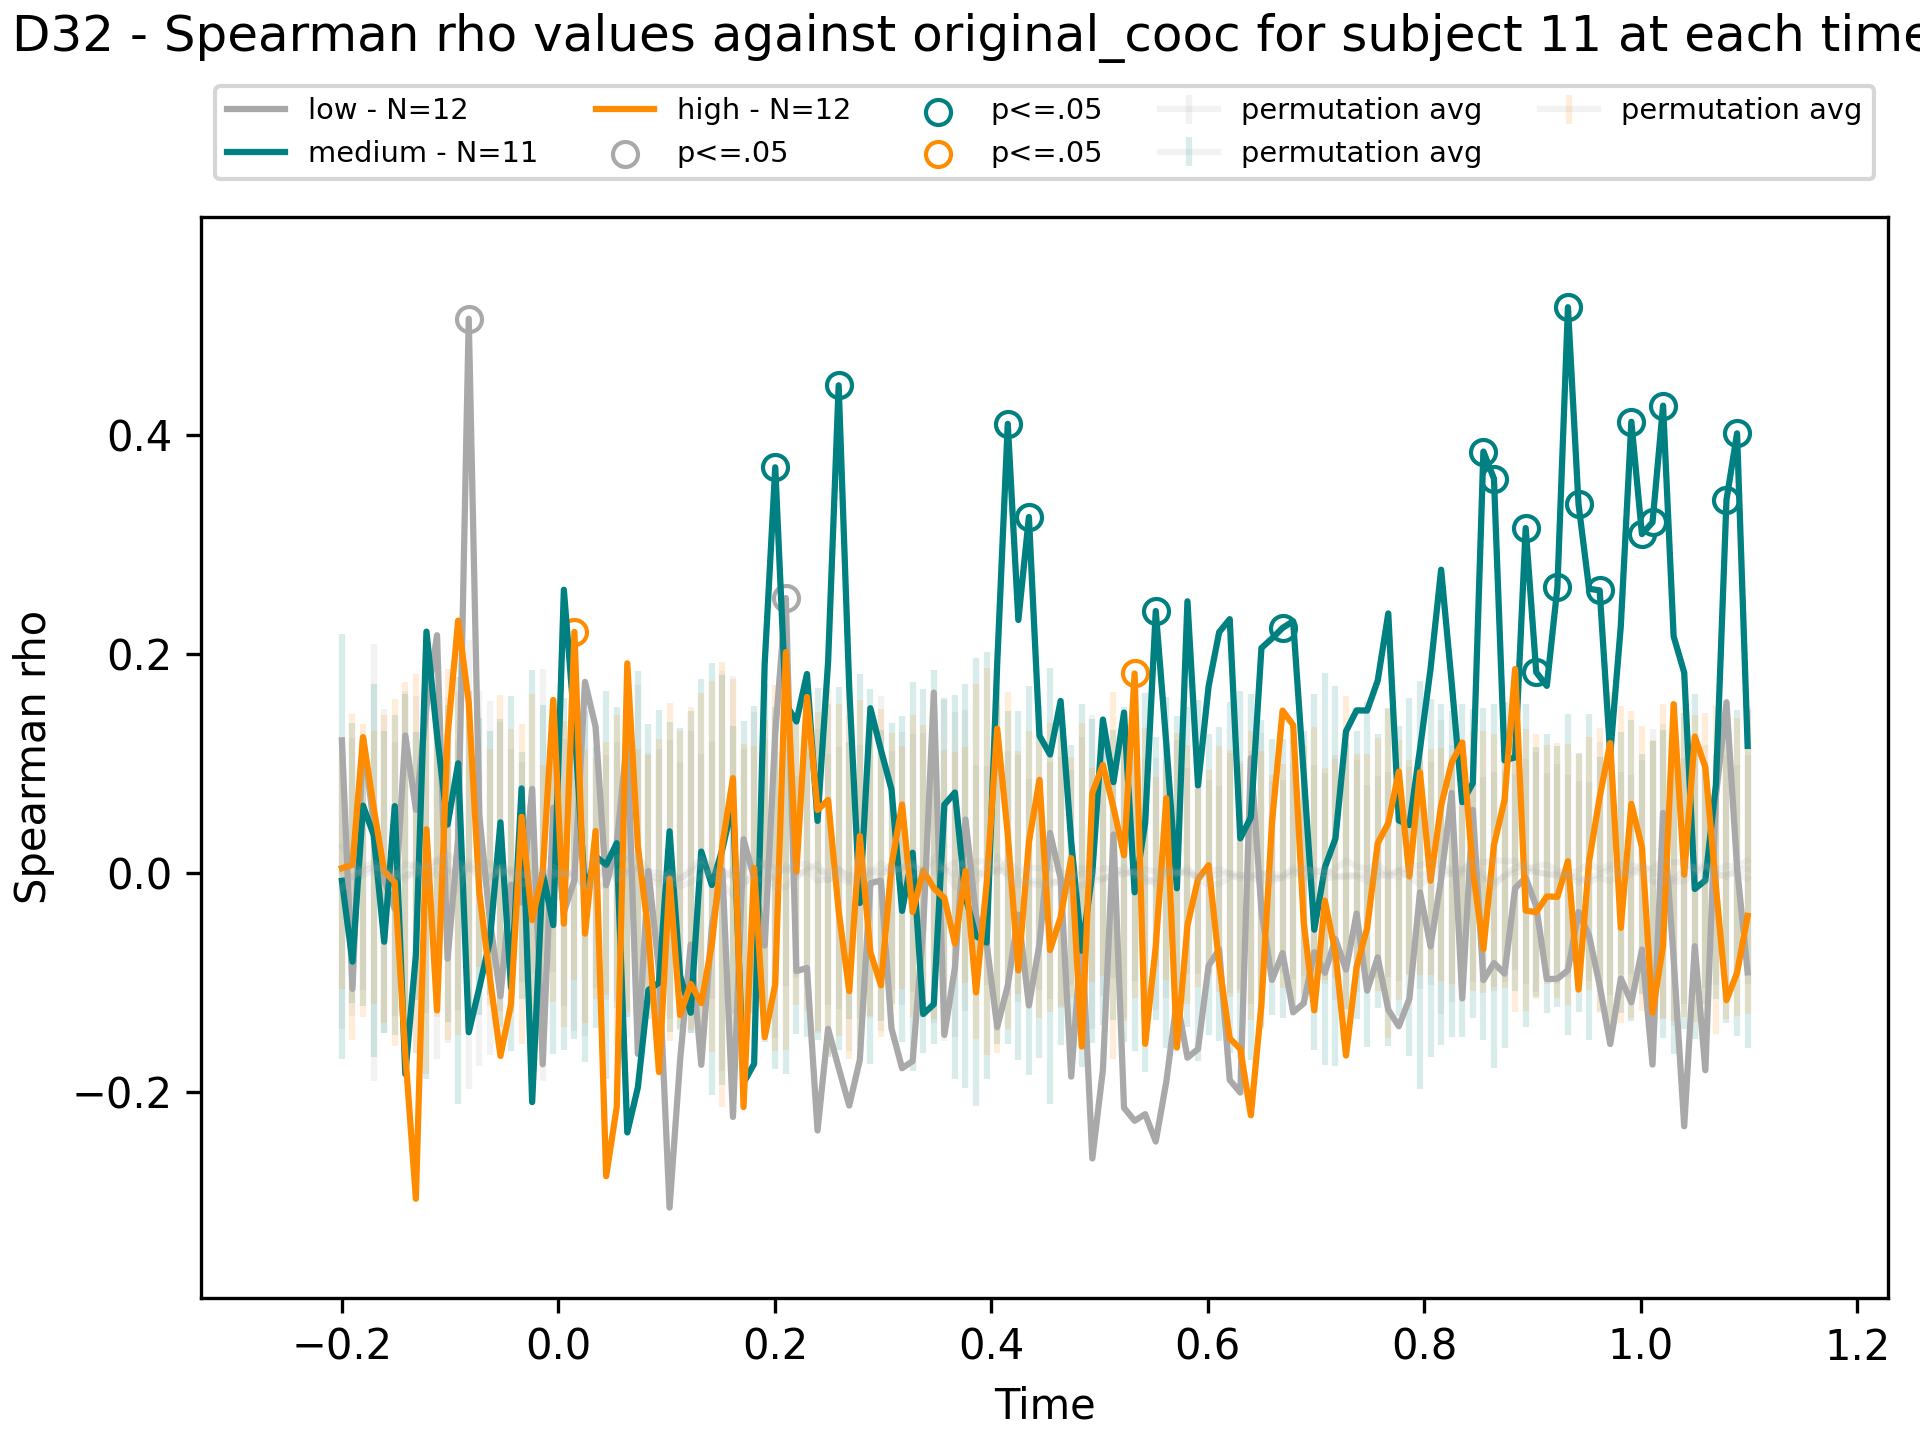 D32 - Spearman rho values against original_cooc for subject 11 at each time
low - N=12
medium - N=11
high - N=12
p<=.05
p<=.05
p<=.05
permutation avg
permutation avg
permutation avg
Spearman rho
0.4
0.2
0.0
−0.2
−0.2 0.0 0.2 0.4 0.6 0.8 1.0 1.2
Time